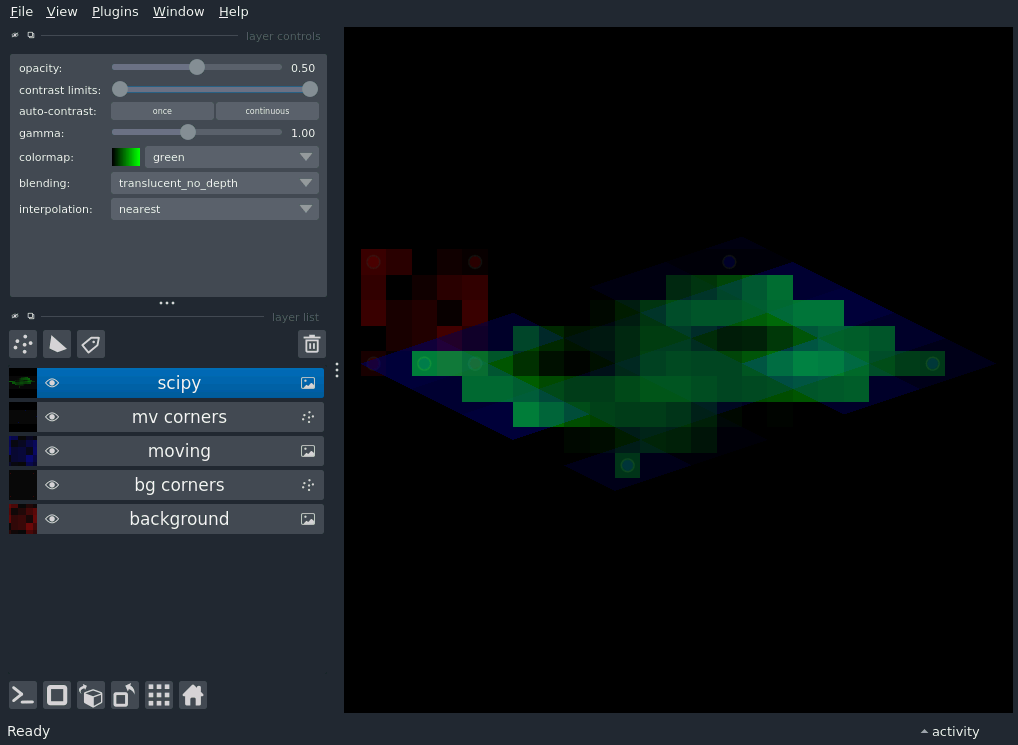 File View Plugins Window Help
layer controls
opacity: 0.50
contrast limits:
auto-contrast: once continuous
gamma: 1.00
colormap: green
blending: translucent_no_depth
interpolation: nearest
layer list
scipy
mv corners
moving
bg corners
background
Ready activity